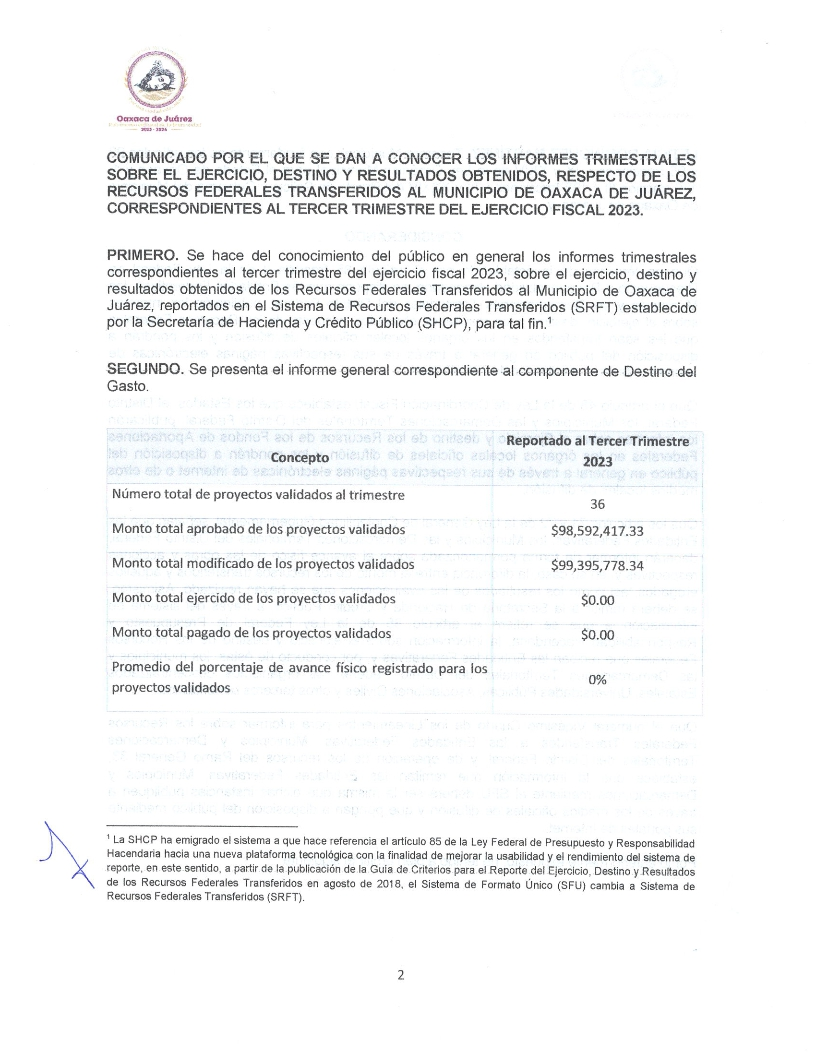 Oaxaca de Juárez
2022 - 2024
COMUNICADO POR EL QUE SE DAN A CONOCER LOS INFORMES TRIMESTRALES
SOBRE EL EJERCICIO, DESTINO Y RESULTADOS OBTENIDOS, RESPECTO DE LOS
RECURSOS FEDERALES TRANSFERIDOS AL MUNICIPIO DE OAXACA DE JUÁREZ,
CORRESPONDIENTES AL TERCER TRIMESTRE DEL EJERCICIO FISCAL 2023.
PRIMERO. Se hace del conocimiento del público en general los informes trimestrales
correspondientes al tercer trimestre del ejercicio fiscal 2023, sobre el ejercicio, destino y
resultados obtenidos de los Recursos Federales Transferidos al Municipio de Oaxaca de
Juárez, reportados en el Sistema de Recursos Federales Transferidos (SRFT) establecido
por la Secretaría de Hacienda y Crédito Público (SHCP), para tal fin.¹
SEGUNDO. Se presenta el informe general correspondiente al componente de Destino del
Gasto.
Concepto
Reportado al Tercer Trimestre
2023
Número total de proyectos validados al trimestre
36
Monto total aprobado de los proyectos validados
$98,592,417.33
Monto total modificado de los proyectos validados
$99,395,778.34
Monto total ejercido de los proyectos validados
$0.00
Monto total pagado de los proyectos validados
$0.00
Promedio del porcentaje de avance físico registrado para los
proyectos validados
0%
¹ La SHCP ha emigrado el sistema a que hace referencia el artículo 85 de la Ley Federal de Presupuesto y Responsabilidad
Hacendaria hacia una nueva plataforma tecnológica con la finalidad de mejorar la usabilidad y el rendimiento del sistema de
reporte, en este sentido, a partir de la publicación de la Guía de Criterios para el Reporte del Ejercicio, Destino y Resultados
de los Recursos Federales Transferidos en agosto de 2018, el Sistema de Formato Único (SFU) cambia a Sistema de
Recursos Federales Transferidos (SRFT).
2